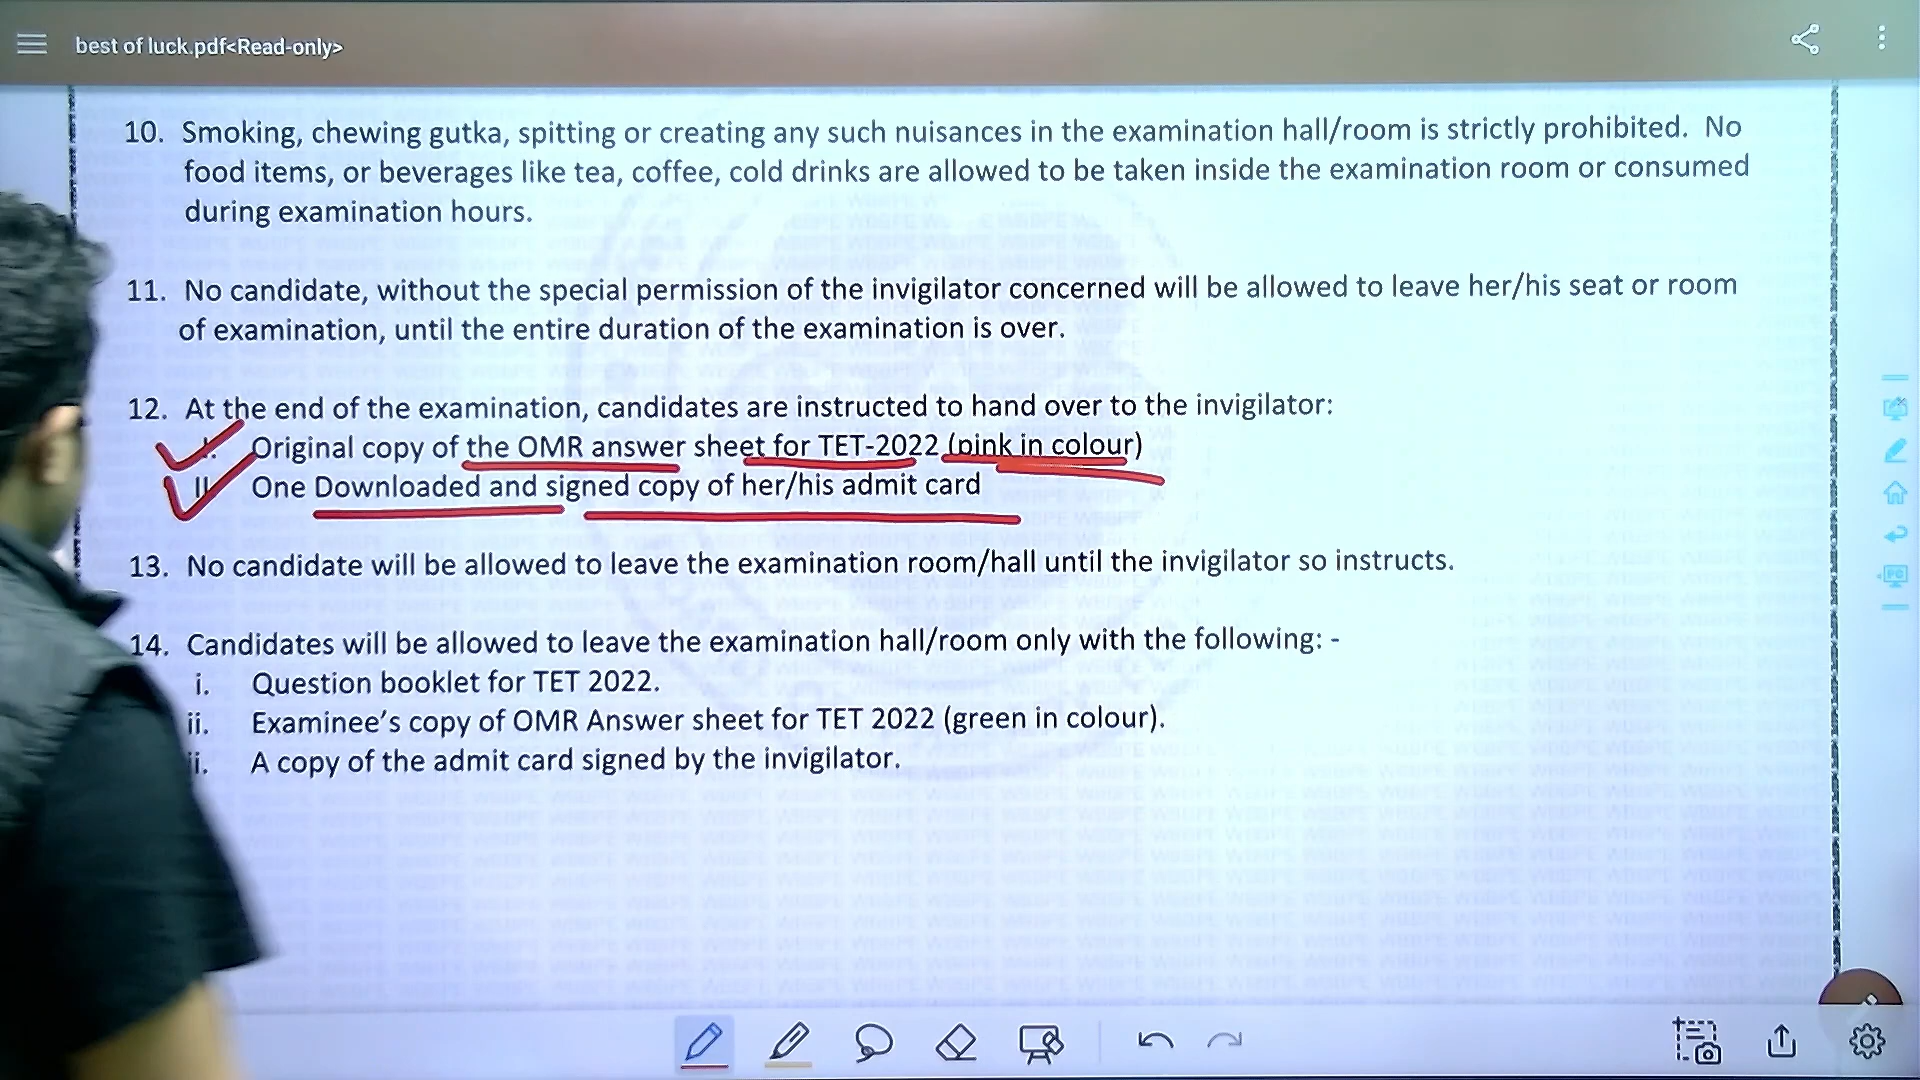 best of luck.pdf<Read-only>
10. Smoking, chewing gutka, spitting or creating any such nuisances in the examination hall/room is strictly prohibited. No
food items, or beverages like tea, coffee, cold drinks are allowed to be taken inside the examination room or consumed
during examination hours.
11. No candidate, without the special permission of the invigilator concerned will be allowed to leave her/his seat or room
of examination, until the entire duration of the examination is over.
12. At the end of the examination, candidates are instructed to hand over to the invigilator:
I. Original copy of the OMR answer sheet for TET-2022 (pink in colour)
II. One Downloaded and signed copy of her/his admit card
13. No candidate will be allowed to leave the examination room/hall until the invigilator so instructs.
14. Candidates will be allowed to leave the examination hall/room only with the following: -
i. Question booklet for TET 2022.
ii. Examinee's copy of OMR Answer sheet for TET 2022 (green in colour).
ii. A copy of the admit card signed by the invigilator.